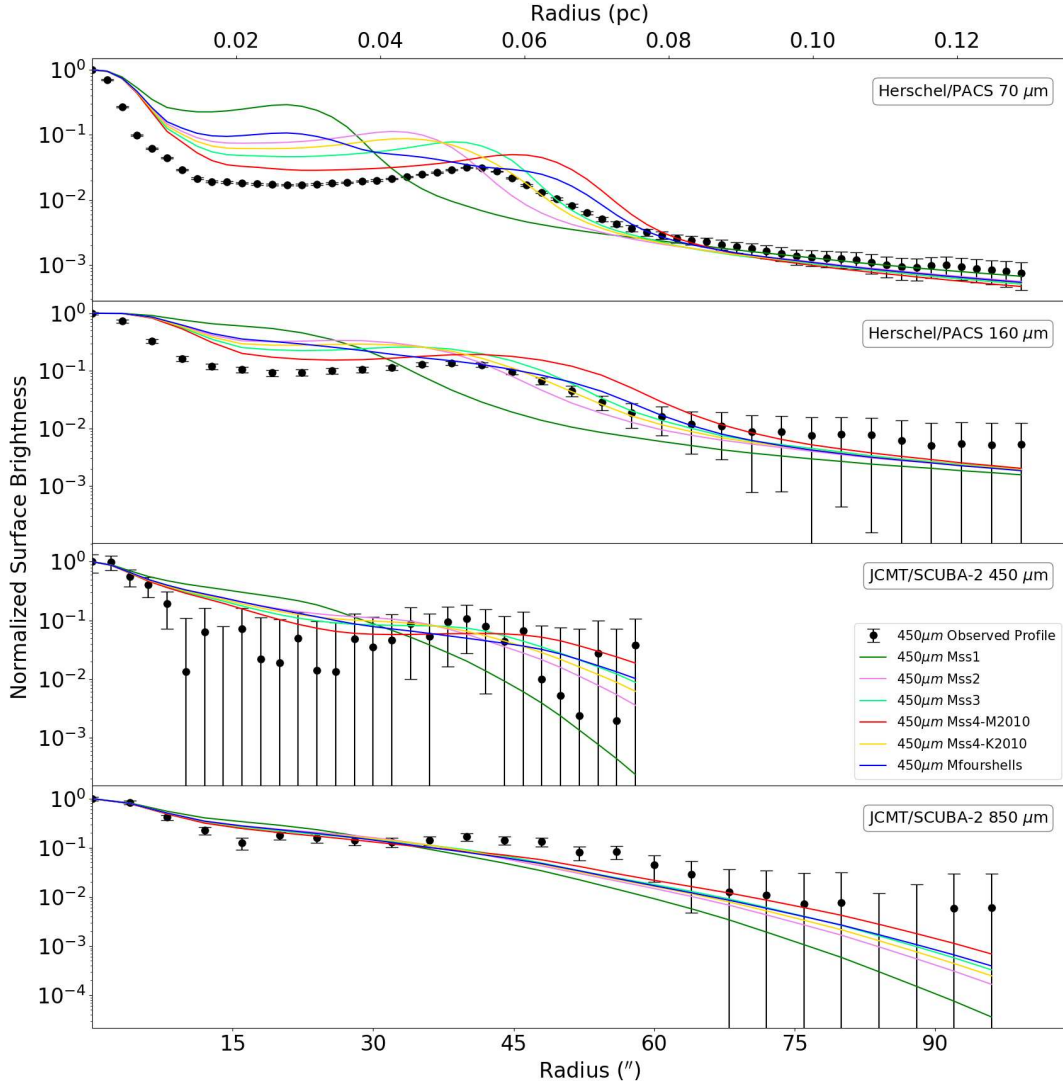 Radius (pc)
0.02 0.04 0.06 0.08 0.10 0.12
Normalized Surface Brightness
10⁰
10⁻¹
10⁻²
10⁻³
Herschel/PACS 70 μm
10⁰
10⁻¹
10⁻²
10⁻³
Herschel/PACS 160 μm
10⁰
10⁻¹
10⁻²
10⁻³
JCMT/SCUBA-2 450 μm
450μm Observed Profile
450μm Mss1
450μm Mss2
450μm Mss3
450μm Mss4-M2010
450μm Mss4-K2010
450μm Mfourshells
10⁰
10⁻¹
10⁻²
10⁻³
10⁻⁴
JCMT/SCUBA-2 850 μm
15 30 45 60 75 90
Radius (″)